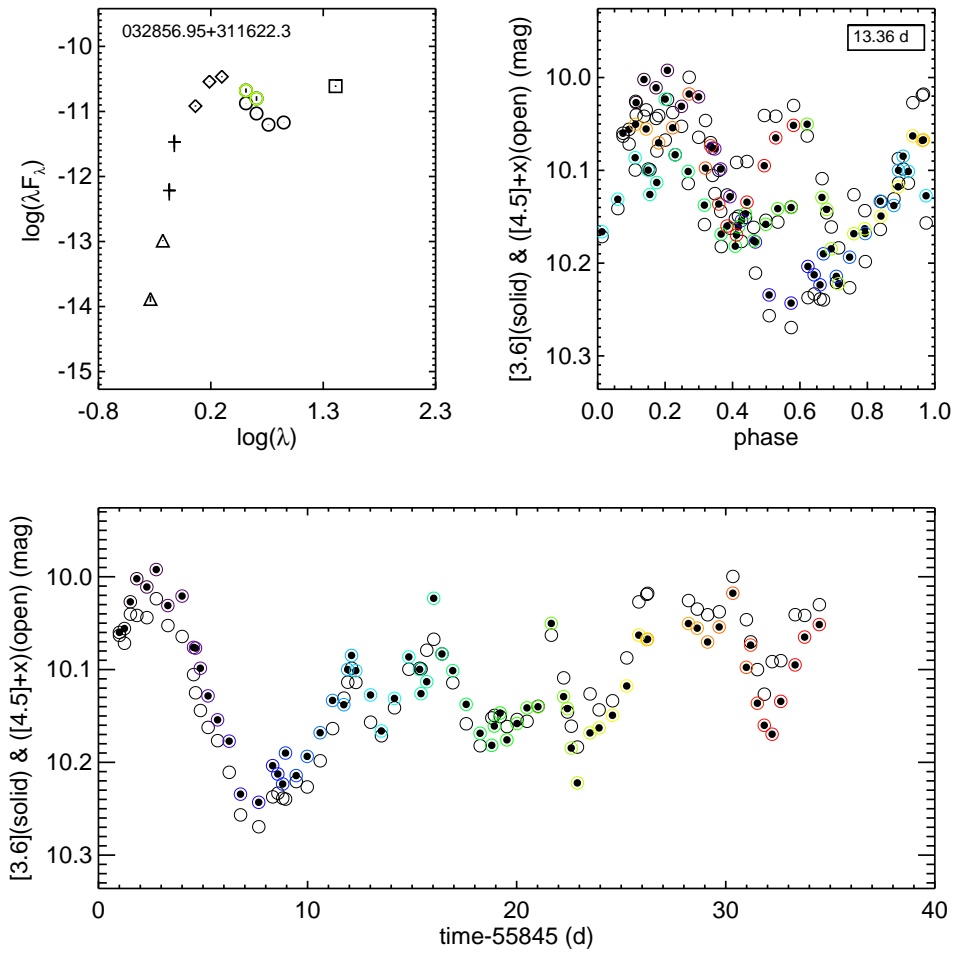 032856.95+311622.3
-10
-11
-12
-13
-14
-15
log(λFλ)
-0.8 0.2 1.3 2.3
log(λ)
13.36 d
10.0
10.1
10.2
10.3
[3.6](solid) & ([4.5]+x)(open) (mag)
0.0 0.2 0.4 0.6 0.8 1.0
phase
10.0
10.1
10.2
10.3
[3.6](solid) & ([4.5]+x)(open) (mag)
0 10 20 30 40
time-55845 (d)